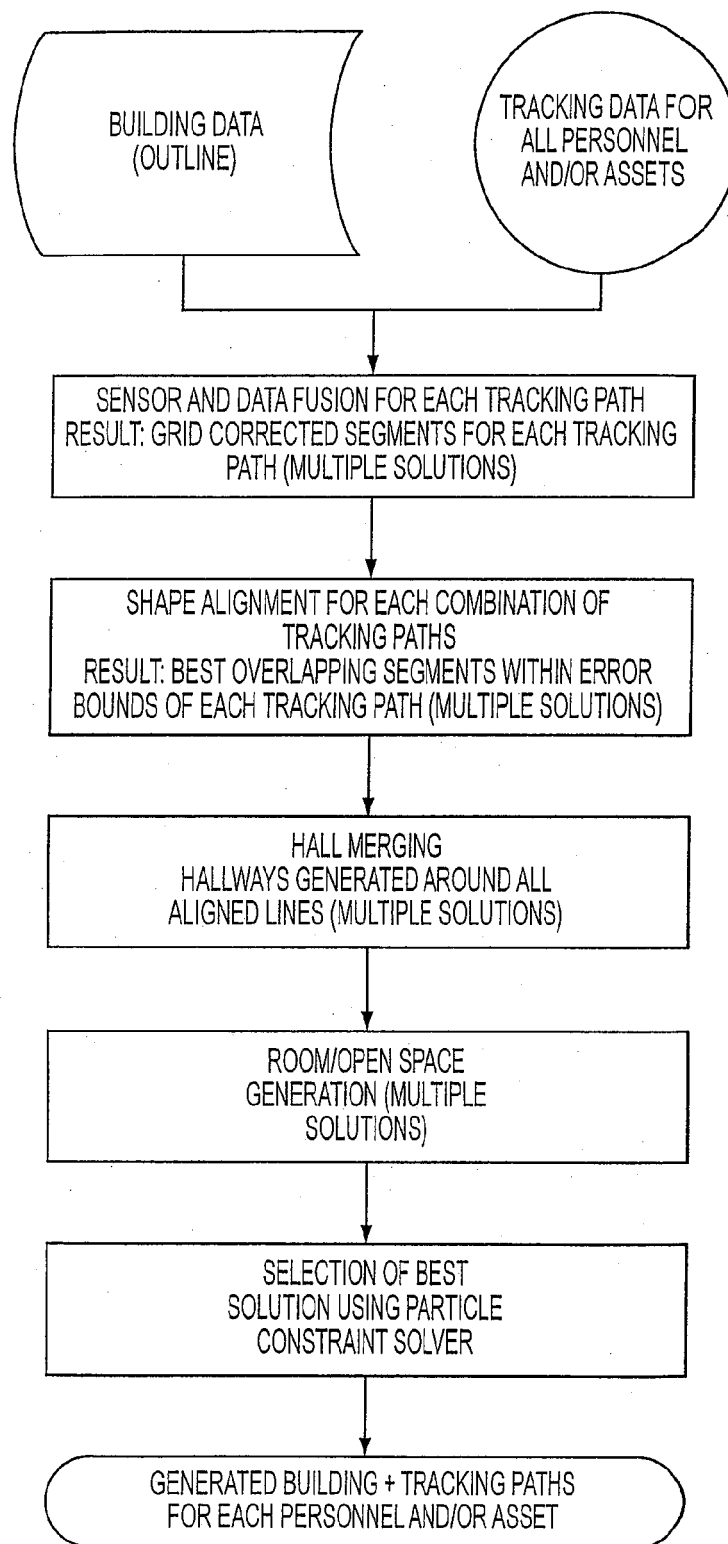 BUILDING DATA
(OUTLINE)
TRACKING DATA FOR
ALL PERSONNEL
AND/OR ASSETS
SENSOR AND DATA FUSION FOR EACH TRACKING PATH
RESULT: GRID CORRECTED SEGMENTS FOR EACH TRACKING
PATH (MULTIPLE SOLUTIONS)
SHAPE ALIGNMENT FOR EACH COMBINATION OF
TRACKING PATHS
RESULT: BEST OVERLAPPING SEGMENTS WITHIN ERROR
BOUNDS OF EACH TRACKING PATH (MULTIPLE SOLUTIONS)
HALL MERGING
HALLWAYS GENERATED AROUND ALL
ALIGNED LINES (MULTIPLE SOLUTIONS)
ROOM/OPEN SPACE
GENERATION (MULTIPLE
SOLUTIONS)
SELECTION OF BEST
SOLUTION USING PARTICLE
CONSTRAINT SOLVER
GENERATED BUILDING + TRACKING PATHS
FOR EACH PERSONNEL AND/OR ASSET